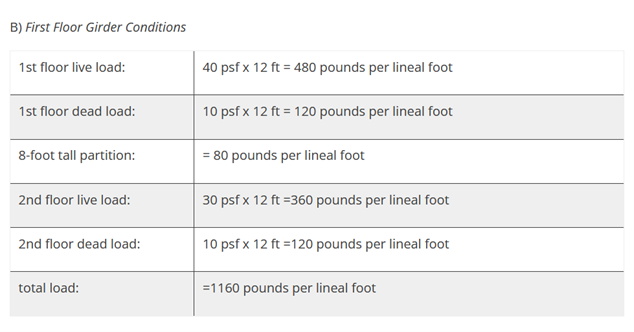 B) First Floor Girder Conditions
1st floor live load: 40 psf x 12 ft = 480 pounds per lineal foot
1st floor dead load: 10 psf x 12 ft = 120 pounds per lineal foot
8-foot tall partition: = 80 pounds per lineal foot
2nd floor live load: 30 psf x 12 ft =360 pounds per lineal foot
2nd floor dead load: 10 psf x 12 ft =120 pounds per lineal foot
total load: =1160 pounds per lineal foot